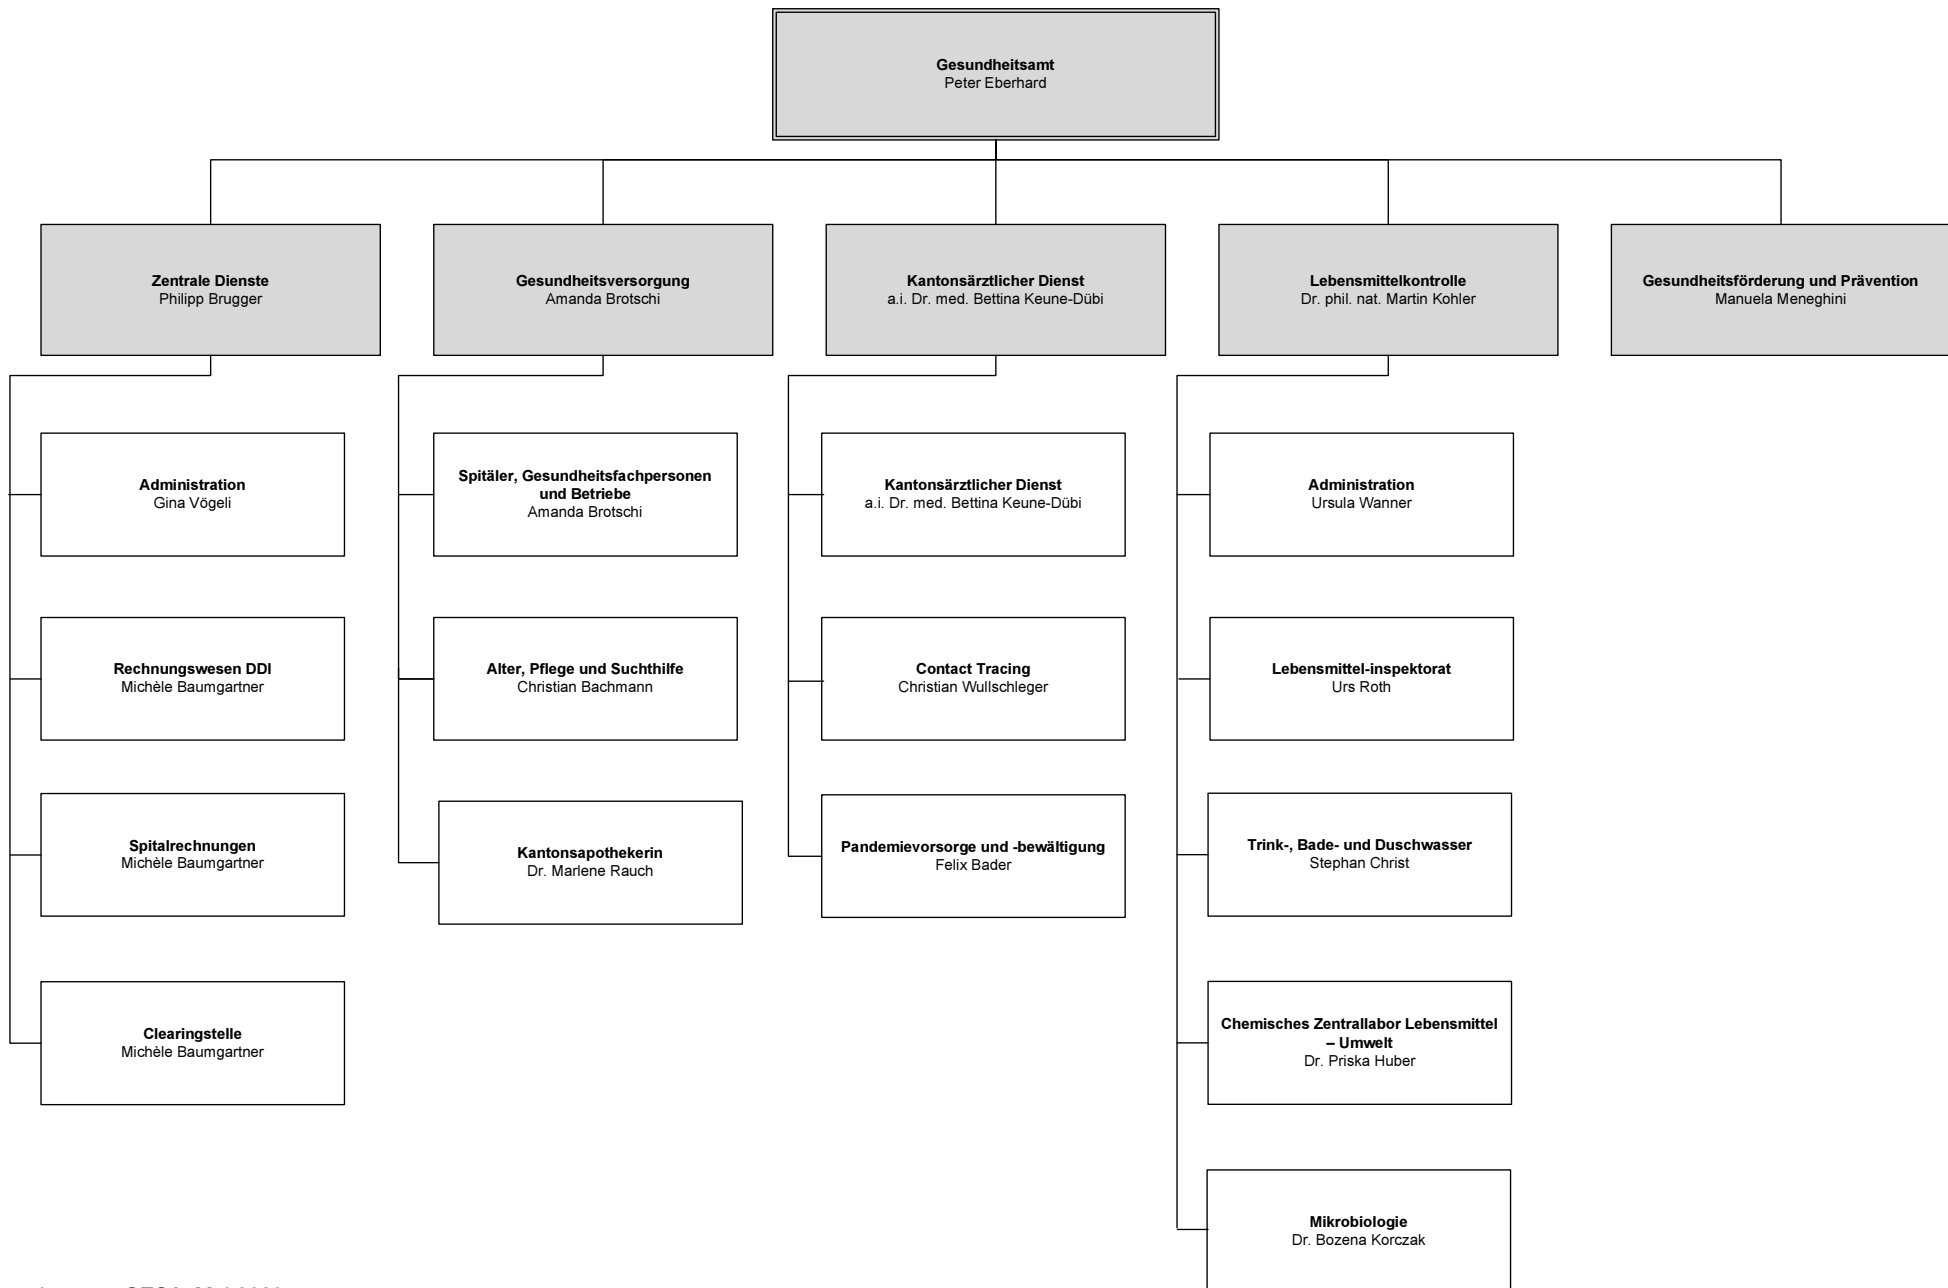 Gesundheitsamt
Peter Eberhard
Zentrale Dienste
Philipp Brugger
Gesundheitsversorgung
Amanda Brotschi
Kantonsärztlicher Dienst
a.i. Dr. med. Bettina Keune-Dübi
Lebensmittelkontrolle
Dr. phil. nat. Martin Kohler
Gesundheitsförderung und Prävention
Manuela Meneghini
Administration
Gina Vögeli
Spitäler, Gesundheitsfachpersonen
und Betriebe
Amanda Brotschi
Kantonsärztlicher Dienst
a.i. Dr. med. Bettina Keune-Dübi
Administration
Ursula Wanner
Rechnungswesen DDI
Michèle Baumgartner
Alter, Pflege und Suchthilfe
Christian Bachmann
Contact Tracing
Christian Wullschleger
Lebensmittel-inspektorat
Urs Roth
Spitalrechnungen
Michèle Baumgartner
Kantonsapothekerin
Dr. Marlene Rauch
Pandemievorsorge und -bewältigung
Felix Bader
Trink-, Bade- und Duschwasser
Stephan Christ
Clearingstelle
Michèle Baumgartner
Chemisches Zentrallabor Lebensmittel
– Umwelt
Dr. Priska Huber
Mikrobiologie
Dr. Bozena Korczak